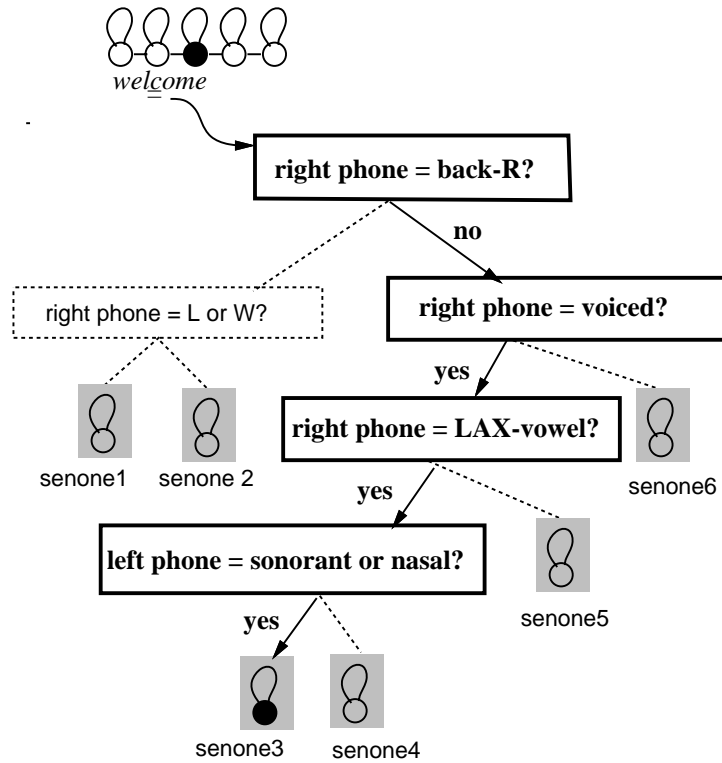 welcome
right phone = back-R?
no
right phone = L or W?
right phone = voiced?
yes
right phone = LAX-vowel?
senone1
senone 2
senone6
yes
left phone = sonorant or nasal?
senone5
yes
senone3
senone4